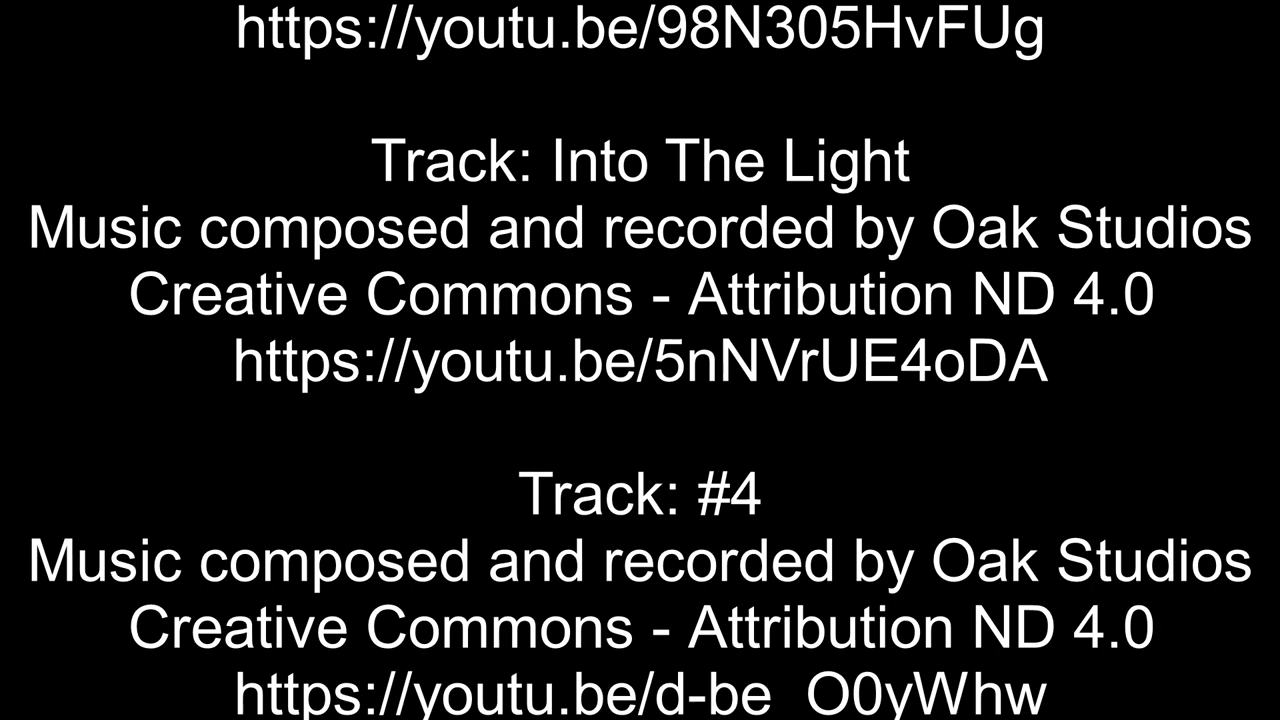 https://youtu.be/98N305HvFUg
Track: Into The Light
Music composed and recorded by Oak Studios
Creative Commons - Attribution ND 4.0
https://youtu.be/5nNVrUE4oDA
Track: #4
Music composed and recorded by Oak Studios
Creative Commons - Attribution ND 4.0
https://youtu.be/d-be_O0yWhw